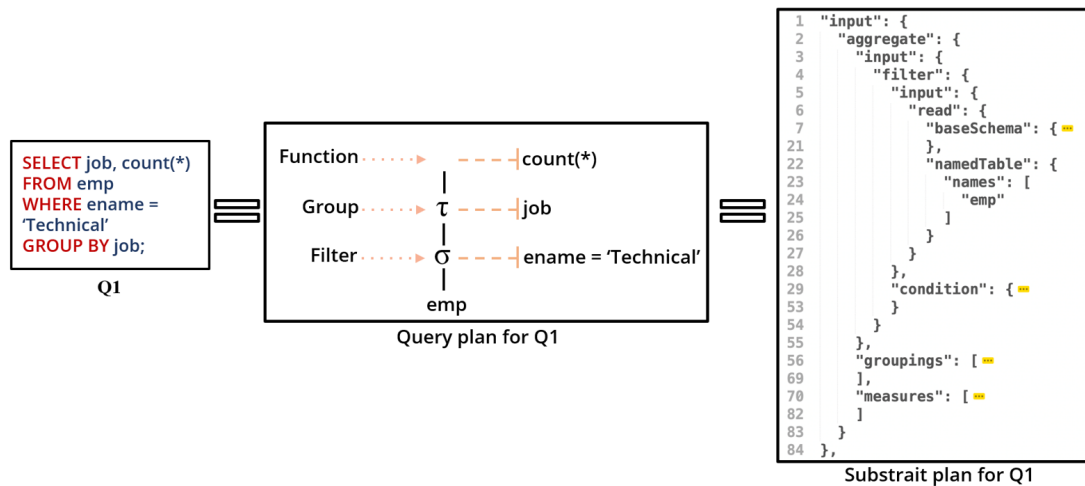 SELECT job, count(*)
FROM emp
WHERE ename =
‘Technical’
GROUP BY job;
Q1
Function
count(*)
Group
τ
job
Filter
σ
ename = ‘Technical’
emp
Query plan for Q1
1 "input": {
2 "aggregate": {
3 "input": {
4 "filter": {
5 "input": {
6 "read": {
7 "baseSchema": { ···
21 },
22 "namedTable": {
23 "names": [
24 "emp"
25 ]
26 }
27 }
28 },
29 "condition": { ···
53 }
54 }
55 },
56 "groupings": [ ···
69 ],
70 "measures": [ ···
82 ]
83 }
84 },
Substrait plan for Q1